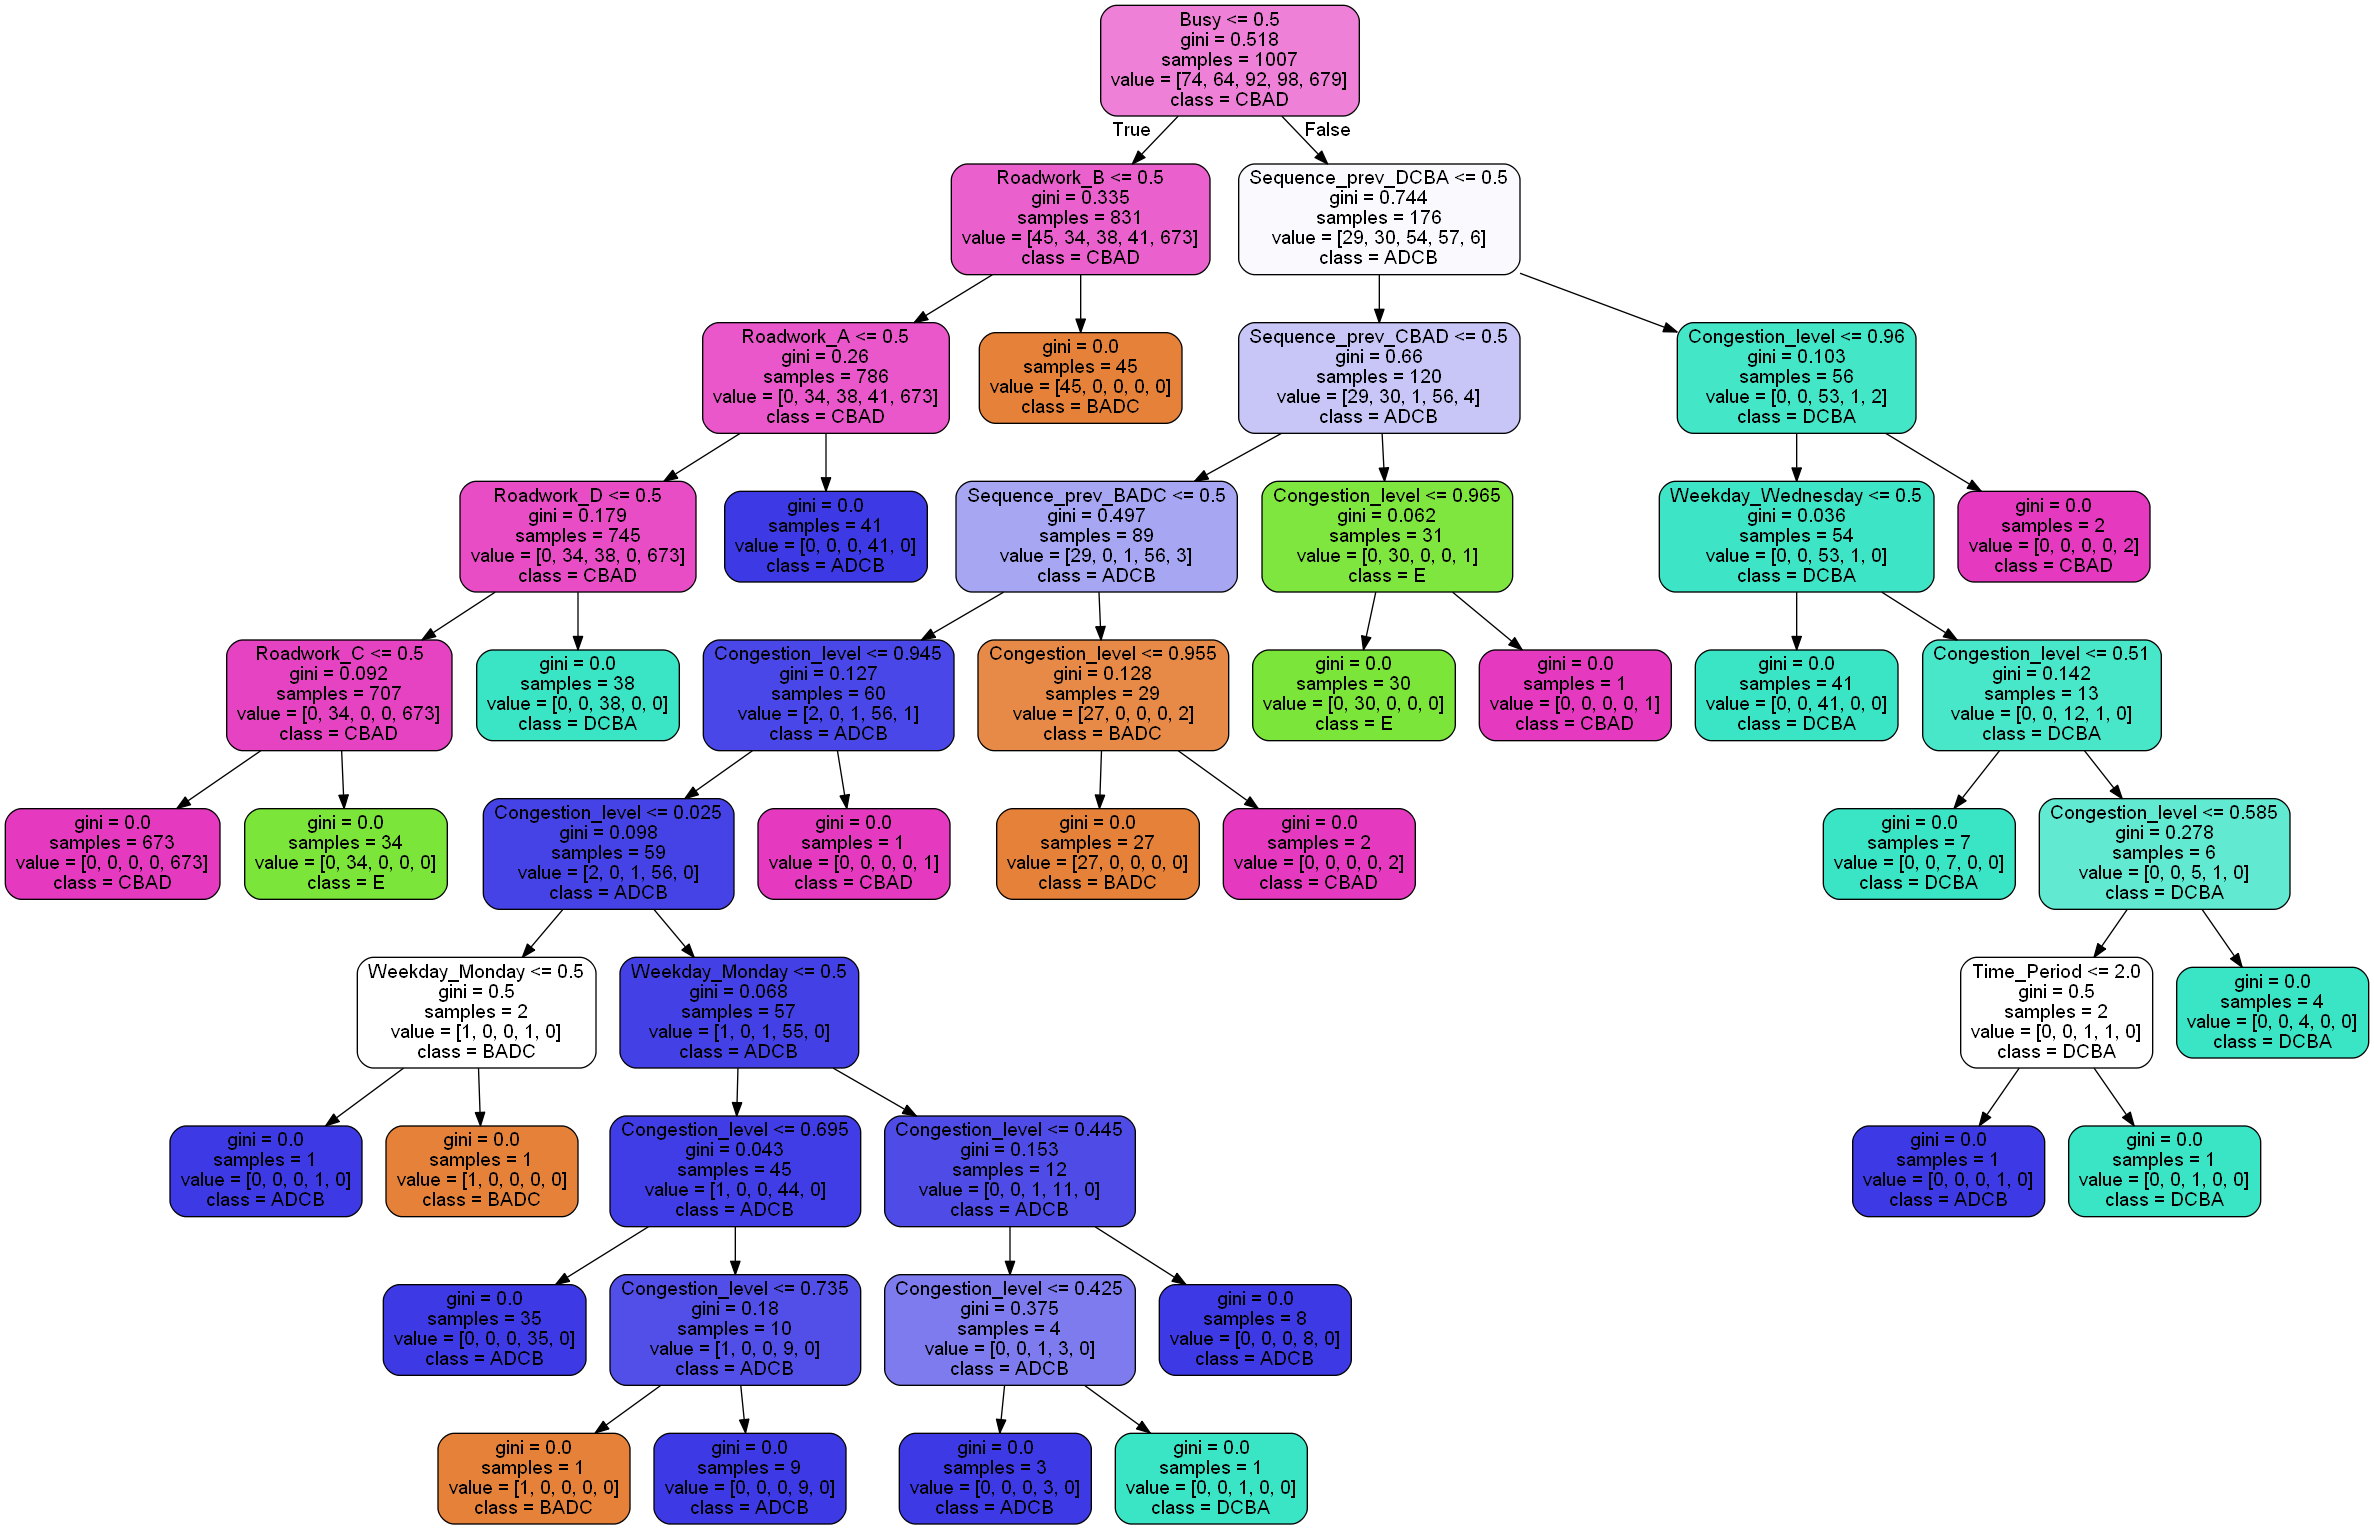 Busy <= 0.5
gini = 0.518
samples = 1007
value = [74, 64, 92, 98, 679]
class = CBAD
True
False
Roadwork_B <= 0.5
gini = 0.335
samples = 831
value = [45, 34, 38, 41, 673]
class = CBAD
Sequence_prev_DCBA <= 0.5
gini = 0.744
samples = 176
value = [29, 30, 54, 57, 6]
class = ADCB
Roadwork_A <= 0.5
gini = 0.26
samples = 786
value = [0, 34, 38, 41, 673]
class = CBAD
gini = 0.0
samples = 45
value = [45, 0, 0, 0, 0]
class = BADC
Sequence_prev_CBAD <= 0.5
gini = 0.66
samples = 120
value = [29, 30, 1, 56, 4]
class = ADCB
Congestion_level <= 0.96
gini = 0.103
samples = 56
value = [0, 0, 53, 1, 2]
class = DCBA
Roadwork_D <= 0.5
gini = 0.179
samples = 745
value = [0, 34, 38, 0, 673]
class = CBAD
gini = 0.0
samples = 41
value = [0, 0, 0, 41, 0]
class = ADCB
Sequence_prev_BADC <= 0.5
gini = 0.497
samples = 89
value = [29, 0, 1, 56, 3]
class = ADCB
Congestion_level <= 0.965
gini = 0.062
samples = 31
value = [0, 30, 0, 0, 1]
class = E
Weekday_Wednesday <= 0.5
gini = 0.036
samples = 54
value = [0, 0, 53, 1, 0]
class = DCBA
gini = 0.0
samples = 2
value = [0, 0, 0, 0, 2]
class = CBAD
Roadwork_C <= 0.5
gini = 0.092
samples = 707
value = [0, 34, 0, 0, 673]
class = CBAD
gini = 0.0
samples = 38
value = [0, 0, 38, 0, 0]
class = DCBA
Congestion_level <= 0.945
gini = 0.127
samples = 60
value = [2, 0, 1, 56, 1]
class = ADCB
Congestion_level <= 0.955
gini = 0.128
samples = 29
value = [27, 0, 0, 0, 2]
class = BADC
gini = 0.0
samples = 30
value = [0, 30, 0, 0, 0]
class = E
gini = 0.0
samples = 1
value = [0, 0, 0, 0, 1]
class = CBAD
gini = 0.0
samples = 41
value = [0, 0, 41, 0, 0]
class = DCBA
Congestion_level <= 0.51
gini = 0.142
samples = 13
value = [0, 0, 12, 1, 0]
class = DCBA
gini = 0.0
samples = 673
value = [0, 0, 0, 0, 673]
class = CBAD
gini = 0.0
samples = 34
value = [0, 34, 0, 0, 0]
class = E
Congestion_level <= 0.025
gini = 0.098
samples = 59
value = [2, 0, 1, 56, 0]
class = ADCB
gini = 0.0
samples = 1
value = [0, 0, 0, 0, 1]
class = CBAD
gini = 0.0
samples = 27
value = [27, 0, 0, 0, 0]
class = BADC
gini = 0.0
samples = 2
value = [0, 0, 0, 0, 2]
class = CBAD
gini = 0.0
samples = 7
value = [0, 0, 7, 0, 0]
class = DCBA
Congestion_level <= 0.585
gini = 0.278
samples = 6
value = [0, 0, 5, 1, 0]
class = DCBA
Weekday_Monday <= 0.5
gini = 0.5
samples = 2
value = [1, 0, 0, 1, 0]
class = BADC
Weekday_Monday <= 0.5
gini = 0.068
samples = 57
value = [1, 0, 1, 55, 0]
class = ADCB
Time_Period <= 2.0
gini = 0.5
samples = 2
value = [0, 0, 1, 1, 0]
class = DCBA
gini = 0.0
samples = 4
value = [0, 0, 4, 0, 0]
class = DCBA
gini = 0.0
samples = 1
value = [0, 0, 0, 1, 0]
class = ADCB
gini = 0.0
samples = 1
value = [1, 0, 0, 0, 0]
class = BADC
Congestion_level <= 0.695
gini = 0.043
samples = 45
value = [1, 0, 0, 44, 0]
class = ADCB
Congestion_level <= 0.445
gini = 0.153
samples = 12
value = [0, 0, 1, 11, 0]
class = ADCB
gini = 0.0
samples = 1
value = [0, 0, 0, 1, 0]
class = ADCB
gini = 0.0
samples = 1
value = [0, 0, 1, 0, 0]
class = DCBA
gini = 0.0
samples = 35
value = [0, 0, 0, 35, 0]
class = ADCB
Congestion_level <= 0.735
gini = 0.18
samples = 10
value = [1, 0, 0, 9, 0]
class = ADCB
Congestion_level <= 0.425
gini = 0.375
samples = 4
value = [0, 0, 1, 3, 0]
class = ADCB
gini = 0.0
samples = 8
value = [0, 0, 0, 8, 0]
class = ADCB
gini = 0.0
samples = 1
value = [1, 0, 0, 0, 0]
class = BADC
gini = 0.0
samples = 9
value = [0, 0, 0, 9, 0]
class = ADCB
gini = 0.0
samples = 3
value = [0, 0, 0, 3, 0]
class = ADCB
gini = 0.0
samples = 1
value = [0, 0, 1, 0, 0]
class = DCBA